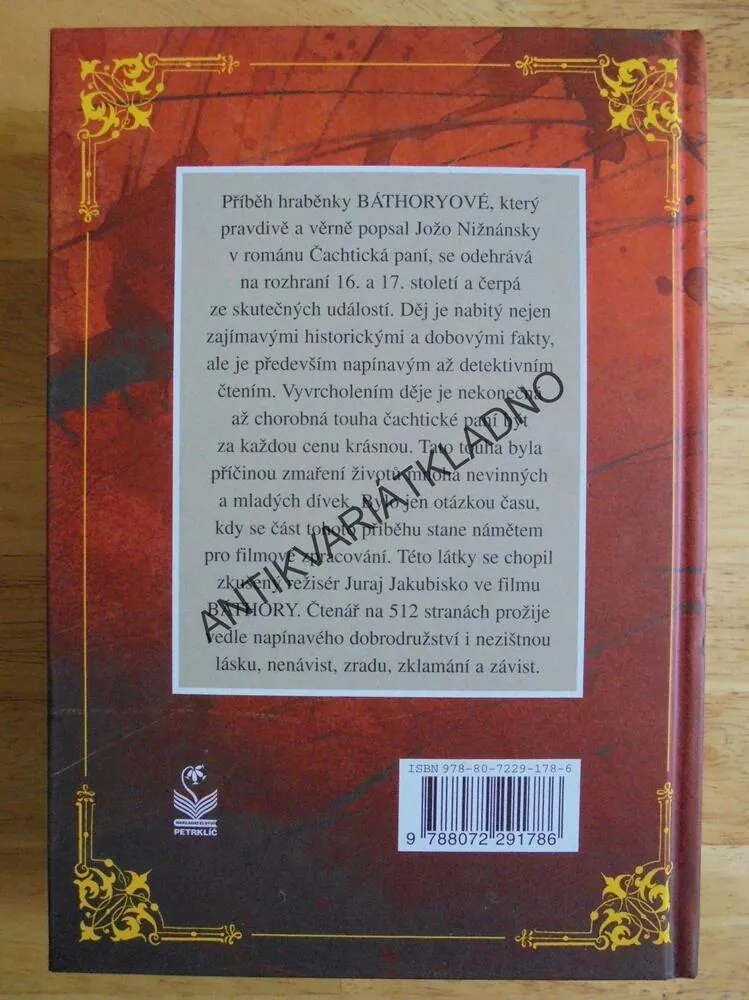 Příběh hraběnky BÁTHORYOVÉ, který
pravdivě a věrně popsal Jožo Nižnánsky
v románu Čachtická paní, se odehrává
na rozhraní 16. a 17. století a čerpá
ze skutečných událostí. Děj je nabitý nejen
zajímavými historickými a dobovými fakty,
ale je především napínavým až detektivním
čtením. Vyvrcholením děje je nekonečná
až chorobná touha čachtické paní být
za každou cenu krásnou. Tato touha byla
příčinou zmaření životů mnoha nevinných
a mladých dívek. Bylo jen otázkou času,
kdy se část tohoto příběhu stane námětem
pro filmové zpracování. Této látky se chopil
zkušený režisér Juraj Jakubisko ve filmu
BÁTHORY. Čtenář na 512 stranách prožije
vedle napínavého dobrodružství i nezištnou
lásku, nenávist, zradu, zklamání a závist.
ANTIKVARIÁTKLADNO
NAKLADATELSTVÍ
PETRKLÍČ
ISBN 978-80-7229-178-6
9 788072 291786